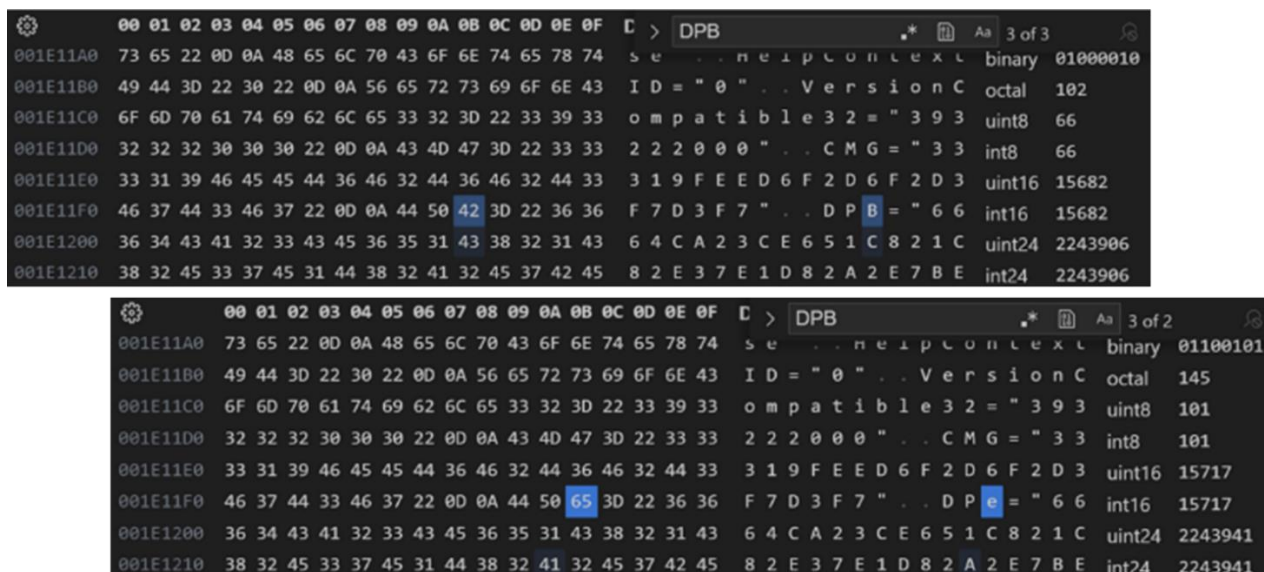 00 01 02 03 04 05 06 07 08 09 0A 0B 0C 0D 0E 0F D > DPB .* Aa 3 of 3
001E11A0 73 65 22 0D 0A 48 65 6C 70 43 6F 6E 74 65 78 74 s e . . H e l p C o n t e x t binary 01000010
001E11B0 49 44 3D 22 30 22 0D 0A 56 65 72 73 69 6F 6E 43 I D = " 0 " . . V e r s i o n C octal 102
001E11C0 6F 6D 70 61 74 69 62 6C 65 33 32 3D 22 33 39 33 o m p a t i b l e 3 2 = " 3 9 3 uint8 66
001E11D0 32 32 32 30 30 30 22 0D 0A 43 4D 47 3D 22 33 33 2 2 2 0 0 0 " . . C M G = " 3 3 int8 66
001E11E0 33 31 39 46 45 45 44 36 46 32 44 36 46 32 44 33 3 1 9 F E E D 6 F 2 D 6 F 2 D 3 uint16 15682
001E11F0 46 37 44 33 46 37 22 0D 0A 44 50 42 3D 22 36 36 F 7 D 3 F 7 " . . D P B = " 6 6 int16 15682
001E1200 36 34 43 41 32 33 43 45 36 35 31 43 38 32 31 43 6 4 C A 2 3 C E 6 5 1 C 8 2 1 C uint24 2243906
001E1210 38 32 45 33 37 45 31 44 38 32 41 32 45 37 42 45 8 2 E 3 7 E 1 D 8 2 A 2 E 7 B E int24 2243906
00 01 02 03 04 05 06 07 08 09 0A 0B 0C 0D 0E 0F D > DPB .* Aa 3 of 2
001E11A0 73 65 22 0D 0A 48 65 6C 70 43 6F 6E 74 65 78 74 s e . . H e l p C o n t e x t binary 01100101
001E11B0 49 44 3D 22 30 22 0D 0A 56 65 72 73 69 6F 6E 43 I D = " 0 " . . V e r s i o n C octal 145
001E11C0 6F 6D 70 61 74 69 62 6C 65 33 32 3D 22 33 39 33 o m p a t i b l e 3 2 = " 3 9 3 uint8 101
001E11D0 32 32 32 30 30 30 22 0D 0A 43 4D 47 3D 22 33 33 2 2 2 0 0 0 " . . C M G = " 3 3 int8 101
001E11E0 33 31 39 46 45 45 44 36 46 32 44 36 46 32 44 33 3 1 9 F E E D 6 F 2 D 6 F 2 D 3 uint16 15717
001E11F0 46 37 44 33 46 37 22 0D 0A 44 50 65 3D 22 36 36 F 7 D 3 F 7 " . . D P e = " 6 6 int16 15717
001E1200 36 34 43 41 32 33 43 45 36 35 31 43 38 32 31 43 6 4 C A 2 3 C E 6 5 1 C 8 2 1 C uint24 2243941
001E1210 38 32 45 33 37 45 31 44 38 32 41 32 45 37 42 45 8 2 E 3 7 E 1 D 8 2 A 2 E 7 B E int24 2243941